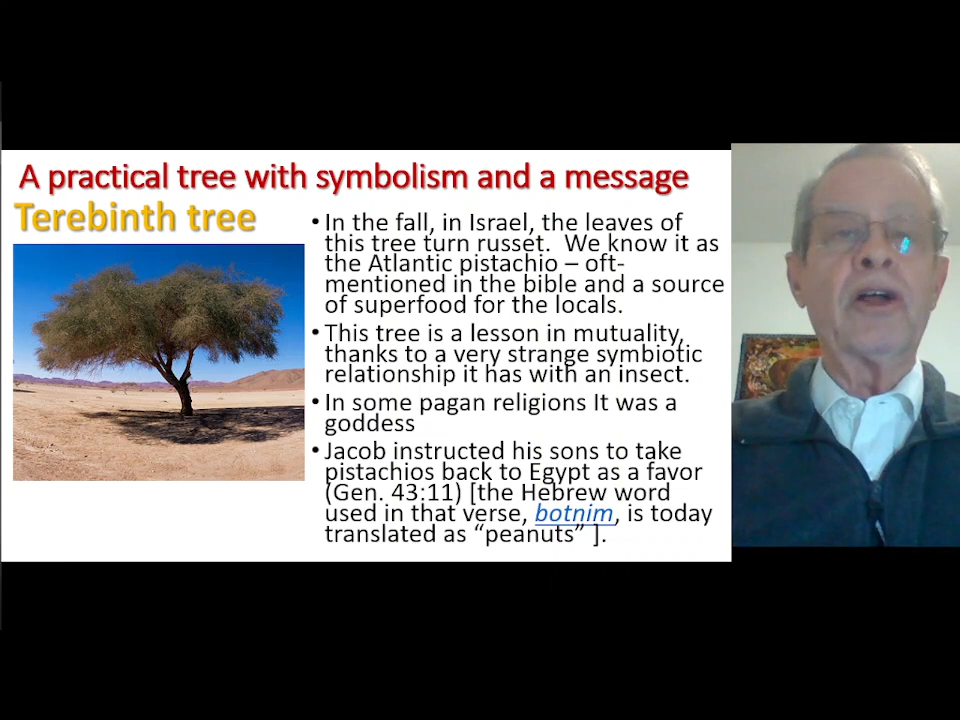 A practical tree with symbolism and a message
Terebinth tree
• In the fall, in Israel, the leaves of
this tree turn russet.  We know it as
the Atlantic pistachio – oft-
mentioned in the bible and a source
of superfood for the locals.
• This tree is a lesson in mutuality,
thanks to a very strange symbiotic
relationship it has with an insect.
• In some pagan religions It was a
goddess
• Jacob instructed his sons to take
pistachios back to Egypt as a favor
(Gen. 43:11) [the Hebrew word
used in that verse, botnim, is today
translated as “peanuts” ].